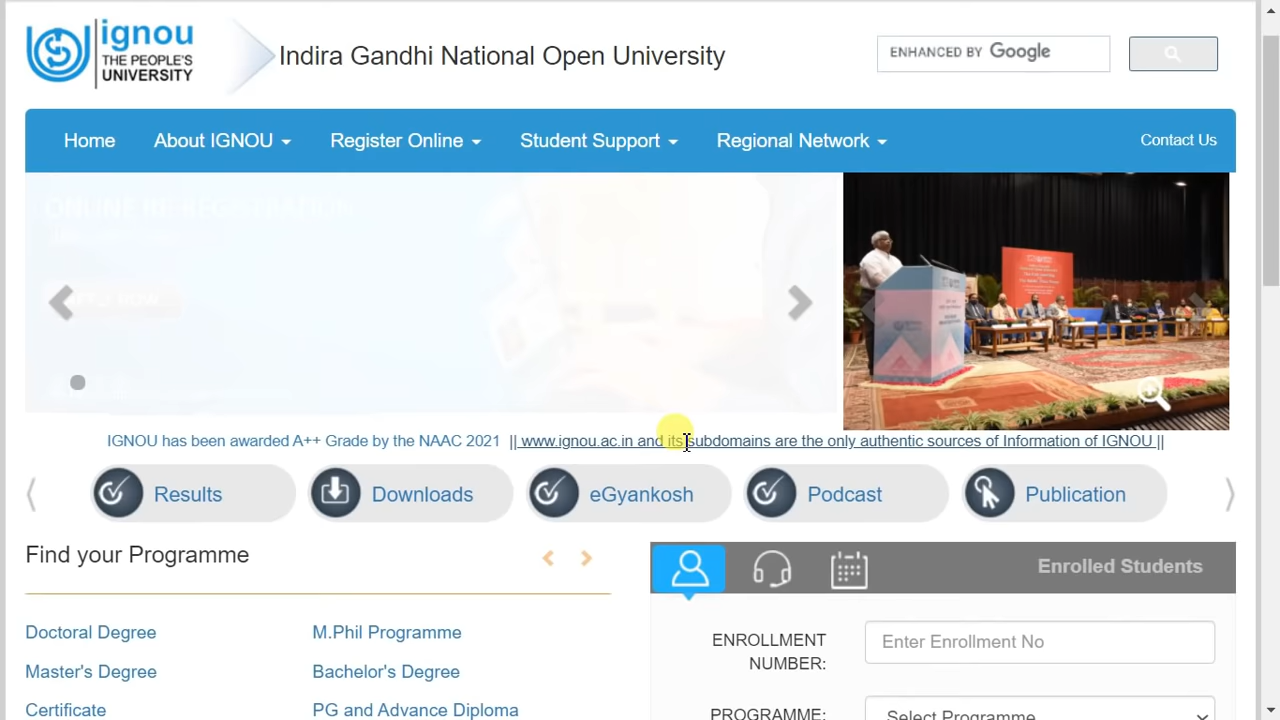 ignou
THE PEOPLE'S
UNIVERSITY
Indira Gandhi National Open University
ENHANCED BY Google
Home
About IGNOU
Register Online
Student Support
Regional Network
Contact Us
ONLINE RE-REGISTRATION
IGNOU has been awarded A++ Grade by the NAAC 2021 || www.ignou.ac.in and its subdomains are the only authentic sources of Information of IGNOU ||
Results
Downloads
eGyankosh
Podcast
Publication
Find your Programme
Doctoral Degree
M.Phil Programme
Master's Degree
Bachelor's Degree
Certificate
PG and Advance Diploma
Enrolled Students
ENROLLMENT
NUMBER:
Enter Enrollment No
PROGRAMME:
Select Programme